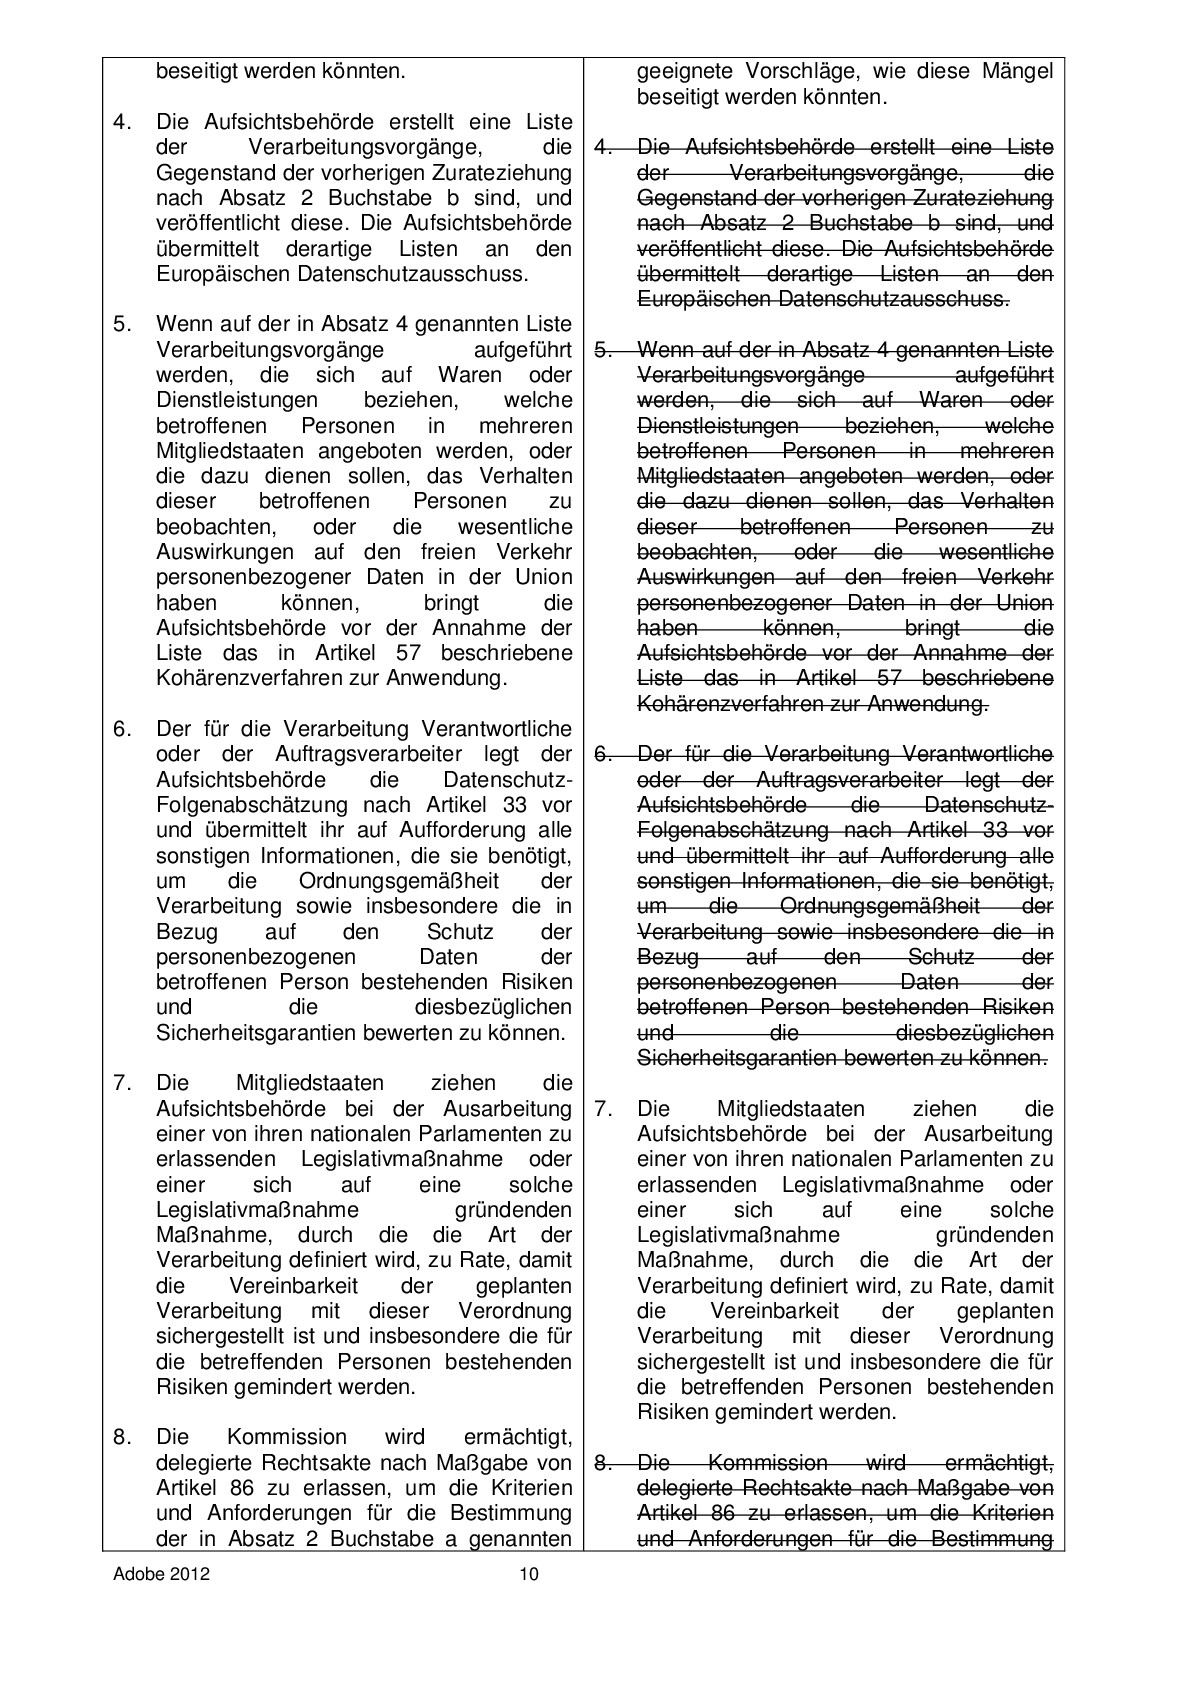 beseitigt werden könnten.
4. Die Aufsichtsbehörde erstellt eine Liste
der Verarbeitungsvorgänge, die
Gegenstand der vorherigen Zurateziehung
nach Absatz 2 Buchstabe b sind, und
veröffentlicht diese. Die Aufsichtsbehörde
übermittelt derartige Listen an den
Europäischen Datenschutzausschuss.
5. Wenn auf der in Absatz 4 genannten Liste
Verarbeitungsvorgänge aufgeführt
werden, die sich auf Waren oder
Dienstleistungen beziehen, welche
betroffenen Personen in mehreren
Mitgliedstaaten angeboten werden, oder
die dazu dienen sollen, das Verhalten
dieser betroffenen Personen zu
beobachten, oder die wesentliche
Auswirkungen auf den freien Verkehr
personenbezogener Daten in der Union
haben können, bringt die
Aufsichtsbehörde vor der Annahme der
Liste das in Artikel 57 beschriebene
Kohärenzverfahren zur Anwendung.
6. Der für die Verarbeitung Verantwortliche
oder der Auftragsverarbeiter legt der
Aufsichtsbehörde die Datenschutz-
Folgenabschätzung nach Artikel 33 vor
und übermittelt ihr auf Aufforderung alle
sonstigen Informationen, die sie benötigt,
um die Ordnungsgemäßheit der
Verarbeitung sowie insbesondere die in
Bezug auf den Schutz der
personenbezogenen Daten der
betroffenen Person bestehenden Risiken
und die diesbezüglichen
Sicherheitsgarantien bewerten zu können.
7. Die Mitgliedstaaten ziehen die
Aufsichtsbehörde bei der Ausarbeitung
einer von ihren nationalen Parlamenten zu
erlassenden Legislativmaßnahme oder
einer sich auf eine solche
Legislativmaßnahme gründenden
Maßnahme, durch die die Art der
Verarbeitung definiert wird, zu Rate, damit
die Vereinbarkeit der geplanten
Verarbeitung mit dieser Verordnung
sichergestellt ist und insbesondere die für
die betreffenden Personen bestehenden
Risiken gemindert werden.
8. Die Kommission wird ermächtigt,
delegierte Rechtsakte nach Maßgabe von
Artikel 86 zu erlassen, um die Kriterien
und Anforderungen für die Bestimmung
der in Absatz 2 Buchstabe a genannten
geeignete Vorschläge, wie diese Mängel
beseitigt werden könnten.
4. Die Aufsichtsbehörde erstellt eine Liste
der Verarbeitungsvorgänge, die
Gegenstand der vorherigen Zurateziehung
nach Absatz 2 Buchstabe b sind, und
veröffentlicht diese. Die Aufsichtsbehörde
übermittelt derartige Listen an den
Europäischen Datenschutzausschuss.
5. Wenn auf der in Absatz 4 genannten Liste
Verarbeitungsvorgänge aufgeführt
werden, die sich auf Waren oder
Dienstleistungen beziehen, welche
betroffenen Personen in mehreren
Mitgliedstaaten angeboten werden, oder
die dazu dienen sollen, das Verhalten
dieser betroffenen Personen zu
beobachten, oder die wesentliche
Auswirkungen auf den freien Verkehr
personenbezogener Daten in der Union
haben können, bringt die
Aufsichtsbehörde vor der Annahme der
Liste das in Artikel 57 beschriebene
Kohärenzverfahren zur Anwendung.
6. Der für die Verarbeitung Verantwortliche
oder der Auftragsverarbeiter legt der
Aufsichtsbehörde die Datenschutz-
Folgenabschätzung nach Artikel 33 vor
und übermittelt ihr auf Aufforderung alle
sonstigen Informationen, die sie benötigt,
um die Ordnungsgemäßheit der
Verarbeitung sowie insbesondere die in
Bezug auf den Schutz der
personenbezogenen Daten der
betroffenen Person bestehenden Risiken
und die diesbezüglichen
Sicherheitsgarantien bewerten zu können.
7. Die Mitgliedstaaten ziehen die
Aufsichtsbehörde bei der Ausarbeitung
einer von ihren nationalen Parlamenten zu
erlassenden Legislativmaßnahme oder
einer sich auf eine solche
Legislativmaßnahme gründenden
Maßnahme, durch die die Art der
Verarbeitung definiert wird, zu Rate, damit
die Vereinbarkeit der geplanten
Verarbeitung mit dieser Verordnung
sichergestellt ist und insbesondere die für
die betreffenden Personen bestehenden
Risiken gemindert werden.
8. Die Kommission wird ermächtigt,
delegierte Rechtsakte nach Maßgabe von
Artikel 86 zu erlassen, um die Kriterien
und Anforderungen für die Bestimmung
Adobe 2012 10